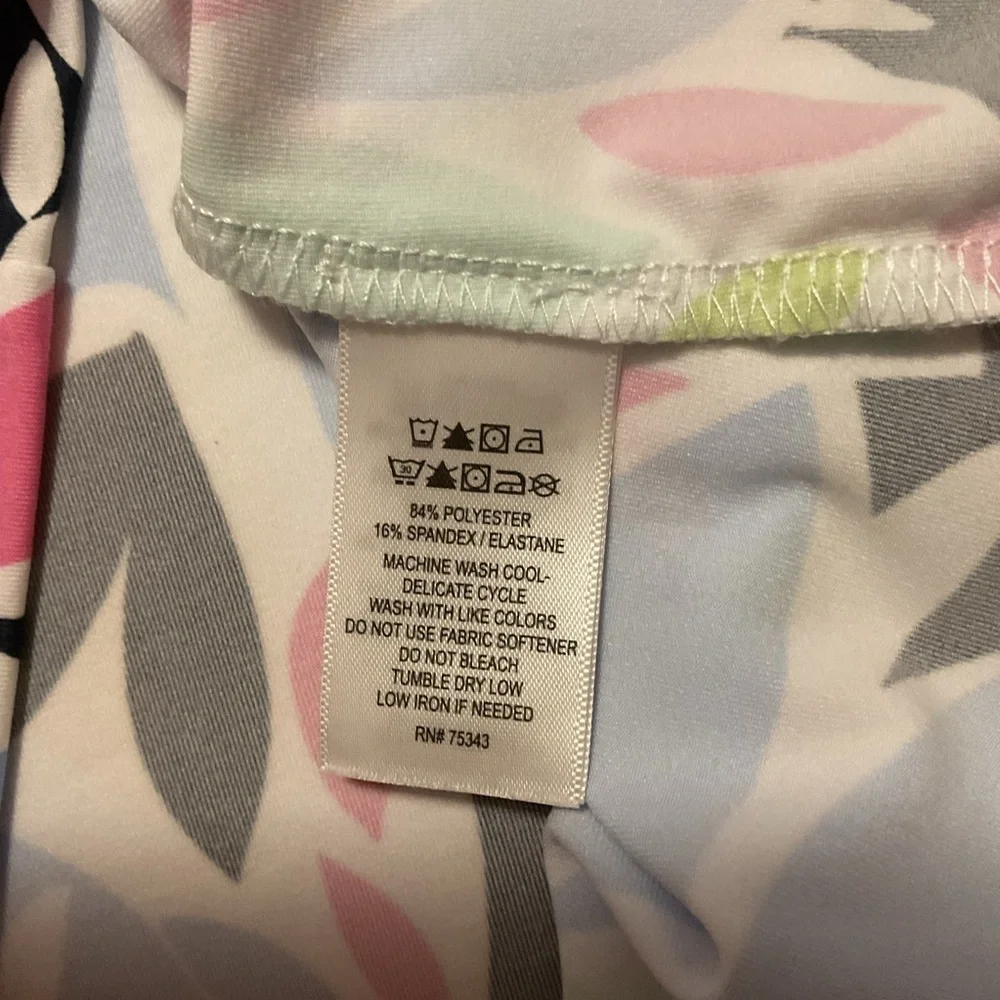 30
84% POLYESTER
16% SPANDEX / ELASTANE
MACHINE WASH COOL-
DELICATE CYCLE
WASH WITH LIKE COLORS
DO NOT USE FABRIC SOFTENER
DO NOT BLEACH
TUMBLE DRY LOW
LOW IRON IF NEEDED
RN# 75343